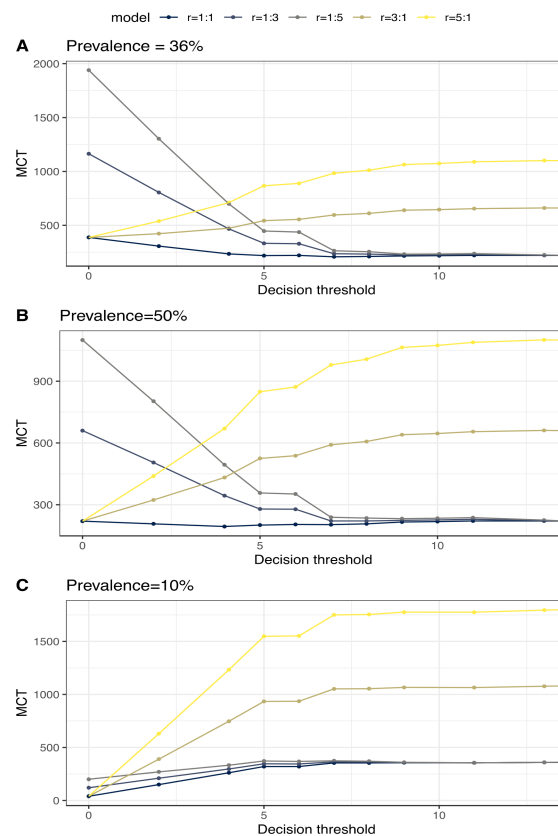 model r=1:1 r=1:3 r=1:5 r=3:1 r=5:1
A Prevalence = 36%
2000
1500
1000
500
MCT
0 5 10
Decision threshold
B Prevalence=50%
900
600
300
MCT
0 5 10
Decision threshold
C Prevalence=10%
1500
1000
500
0
MCT
0 5 10
Decision threshold